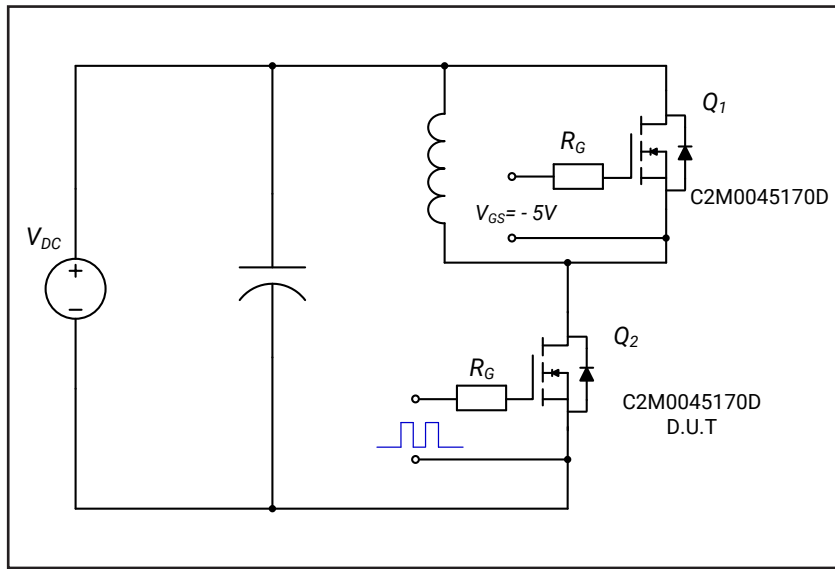 Q1
RG
C2M0045170D
VGS= - 5V
VDC
+
−
Q2
RG
C2M0045170D
D.U.T